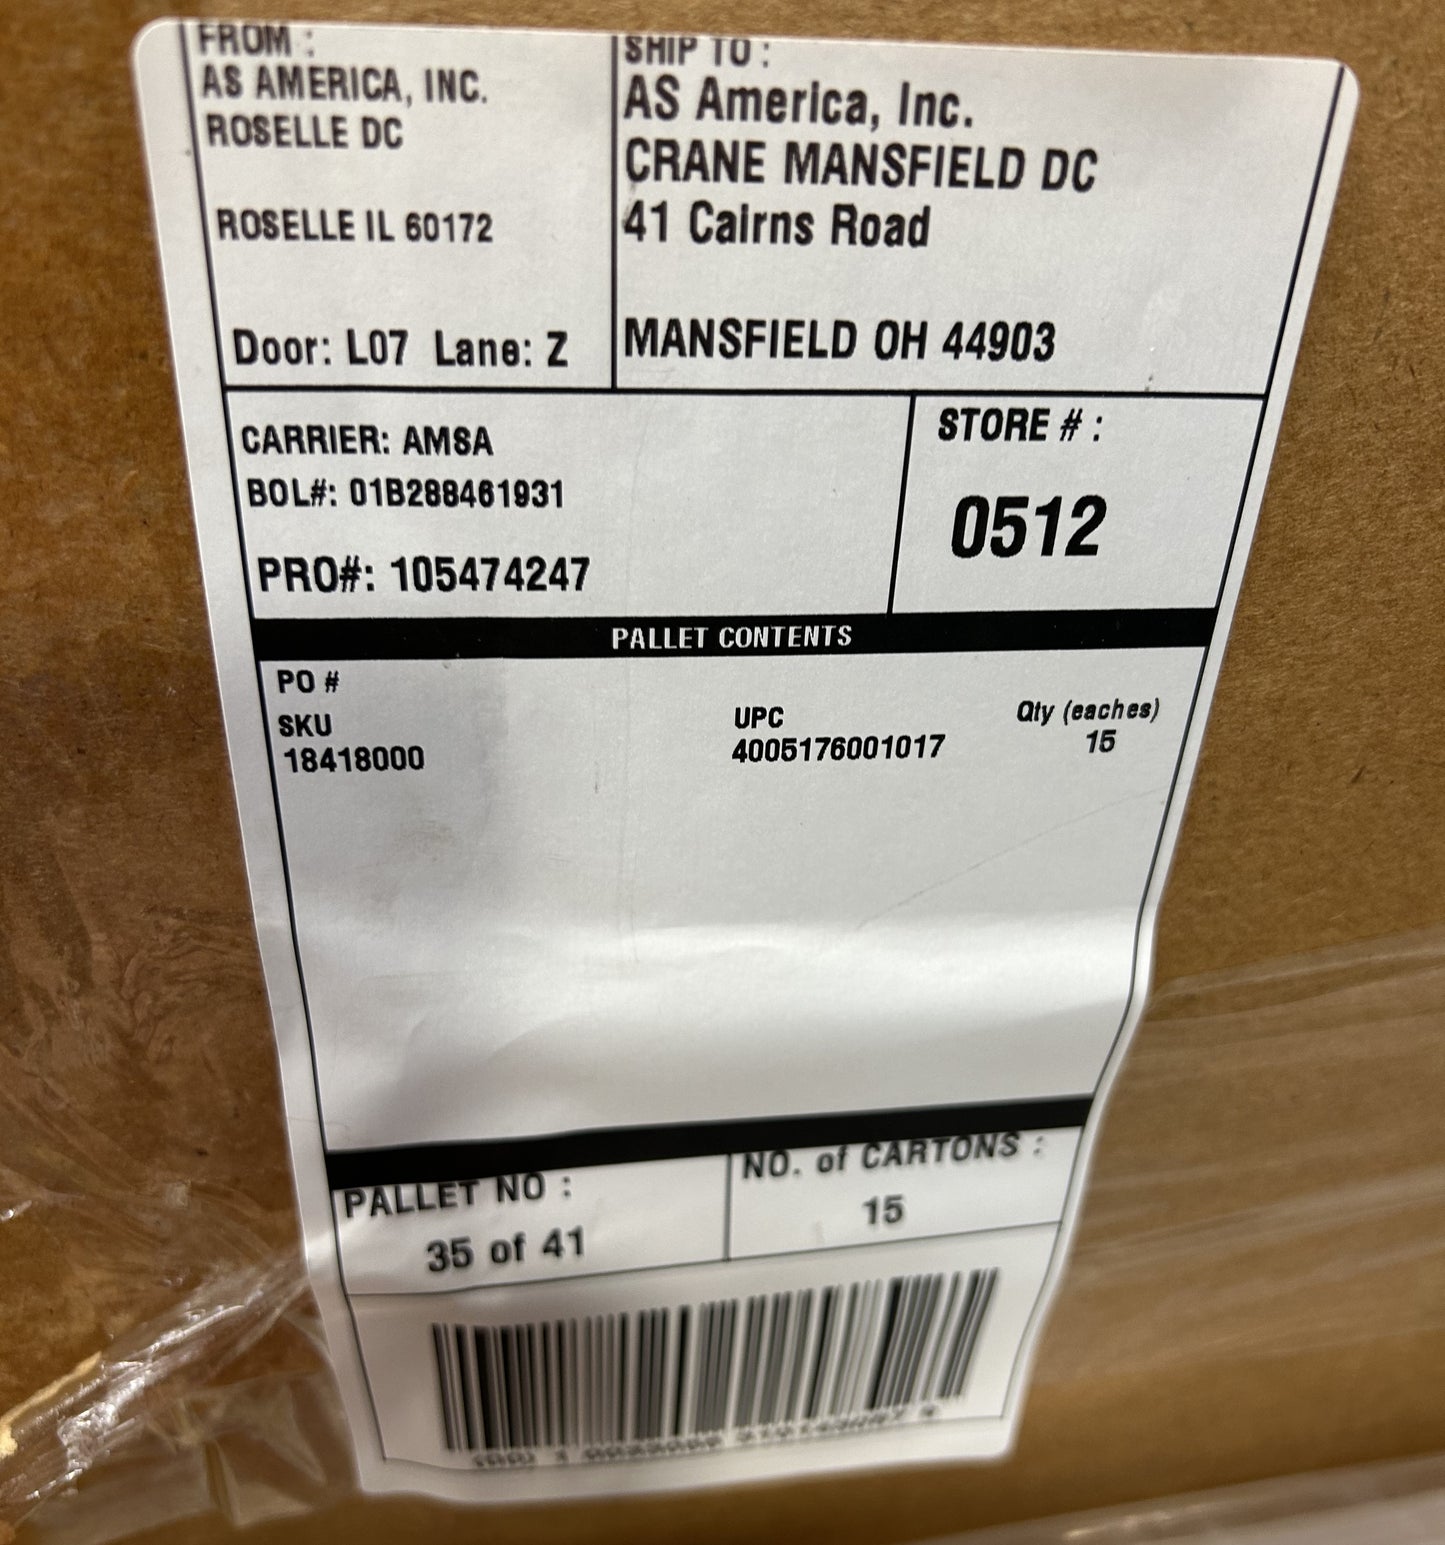 FROM :
AS AMERICA, INC.
ROSELLE DC
ROSELLE IL 60172
Door: L07 Lane: Z
SHIP TO :
AS America, Inc.
CRANE MANSFIELD DC
41 Cairns Road
MANSFIELD OH 44903
CARRIER: AMSA
BOL#: 01B288461931
PRO#: 105474247
STORE # :
0512
PALLET CONTENTS
PO #
SKU UPC Qty (eaches)
18418000 4005176001017 15
PALLET NO :
35 of 41
NO. of CARTONS :
15
(00) 1